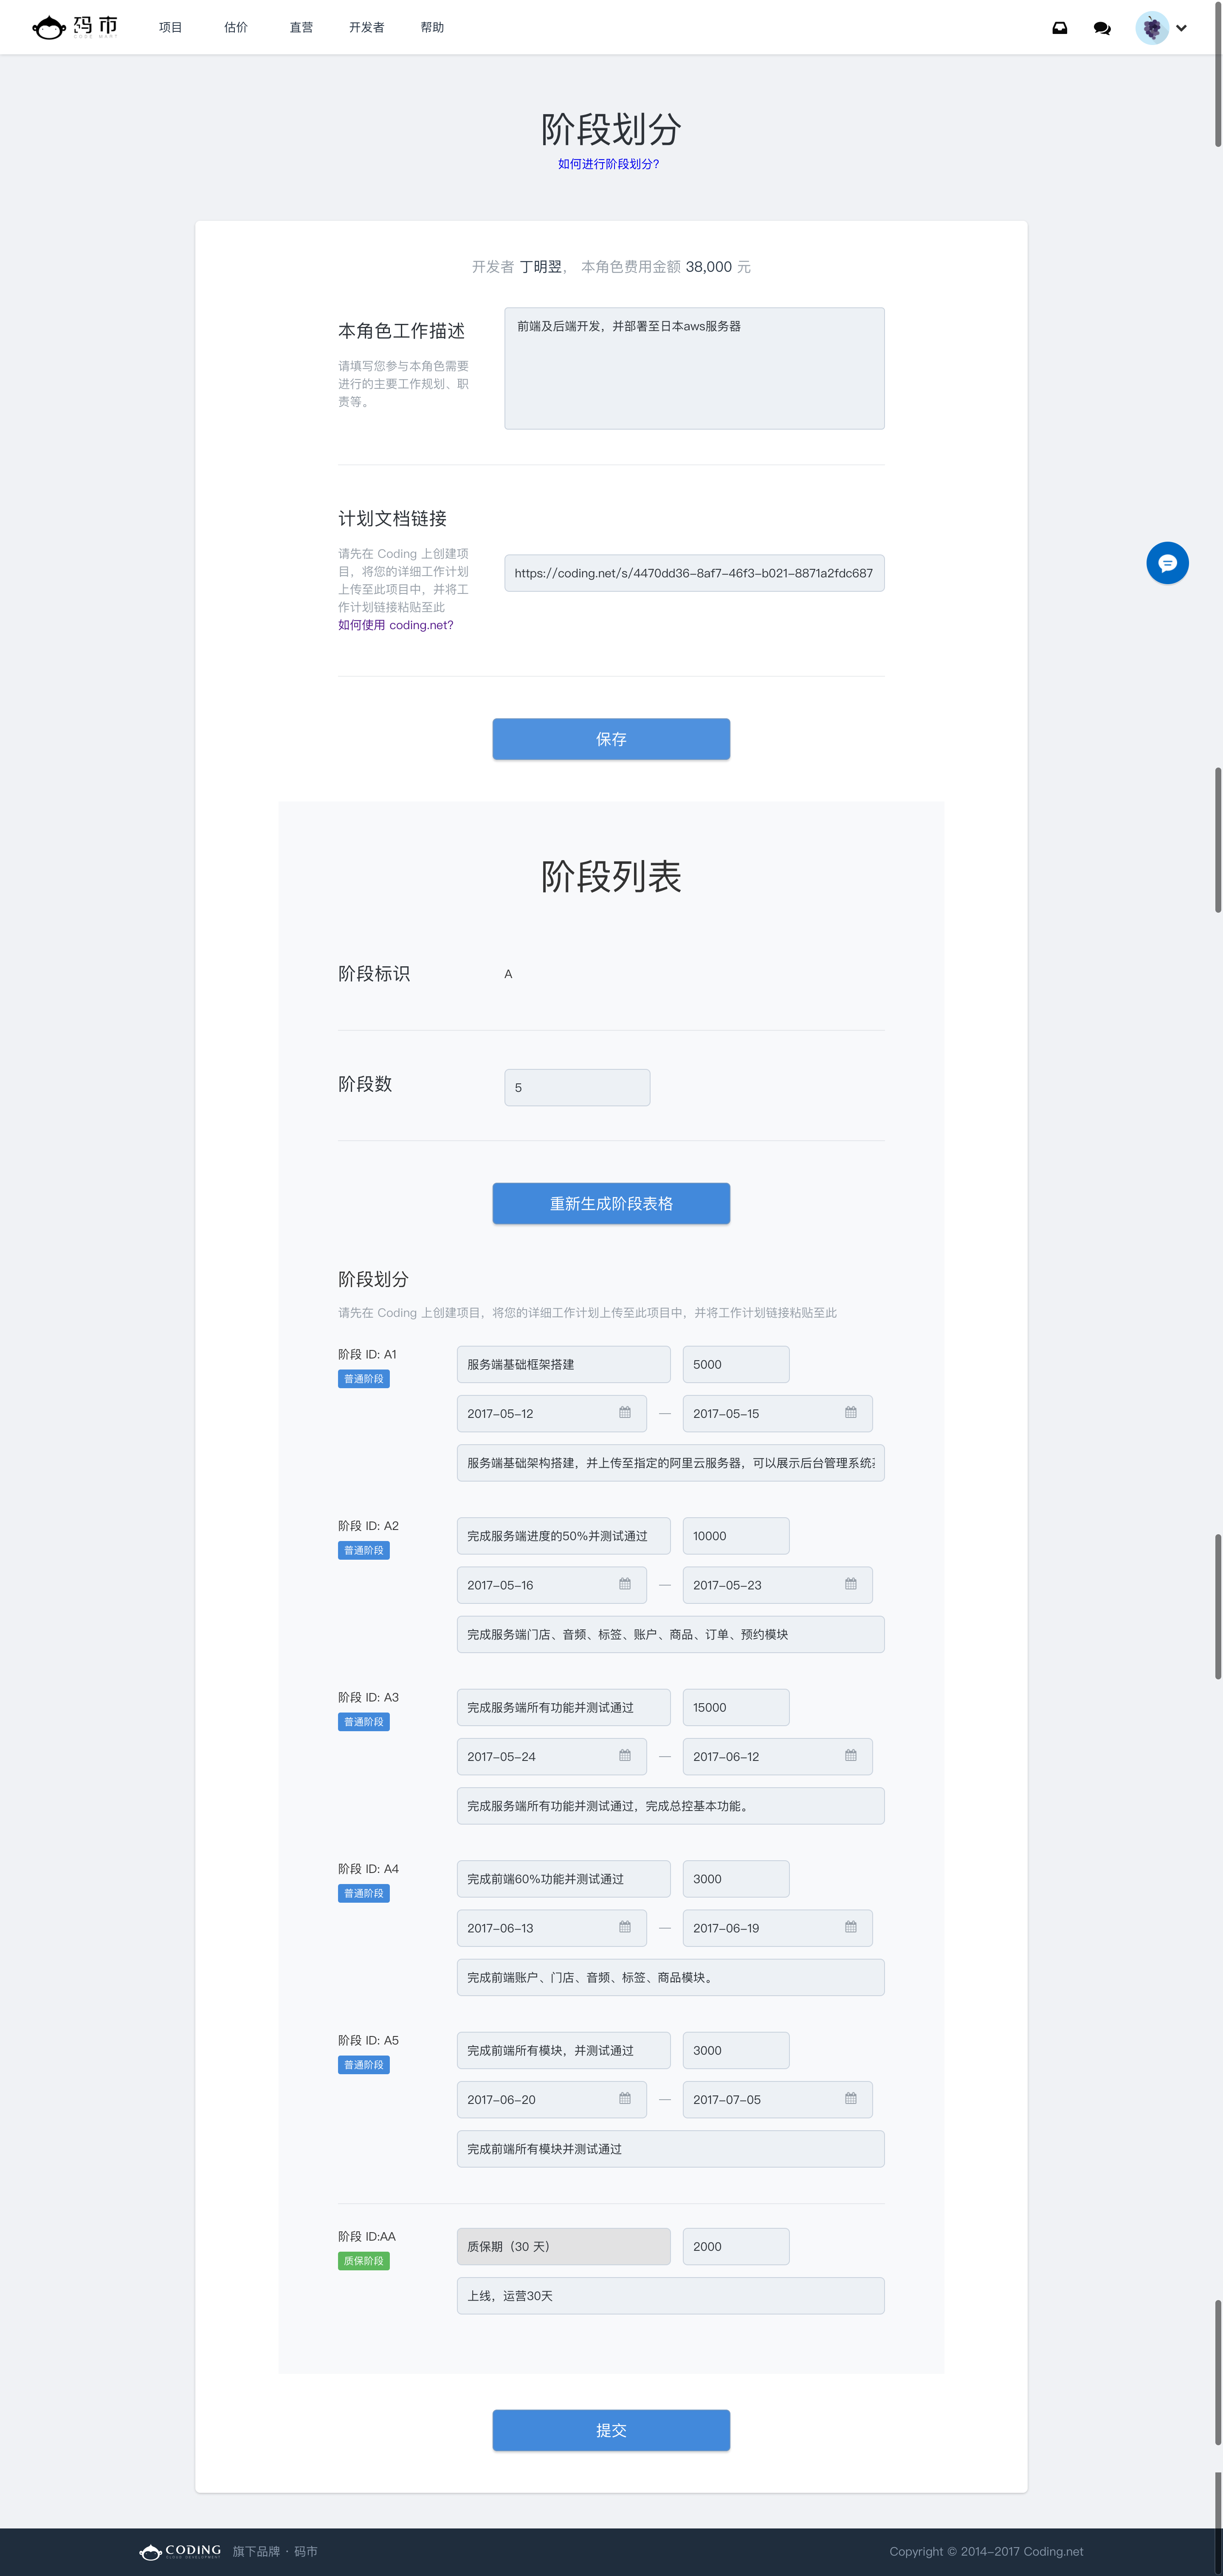 码市
CODE MART
项目
估价
直营
开发者
帮助
阶段划分
如何进行阶段划分?
开发者 丁明翌， 本角色费用金额 38,000 元
本角色工作描述
请填写您参与本角色需要
进行的主要工作规划、职
责等。
前端及后端开发，并部署至日本aws服务器
计划文档链接
请先在 Coding 上创建项
目，将您的详细工作计划
上传至此项目中，并将工
作计划链接粘贴至此
如何使用 coding.net?
https://coding.net/s/4470dd36-8af7-46f3-b021-8871a2fdc687
保存
阶段列表
阶段标识
A
阶段数
5
重新生成阶段表格
阶段划分
请先在 Coding 上创建项目，将您的详细工作计划上传至此项目中，并将工作计划链接粘贴至此
阶段 ID: A1
普通阶段
服务端基础框架搭建
5000
2017-05-12 — 2017-05-15
服务端基础架构搭建，并上传至指定的阿里云服务器，可以展示后台管理系统
阶段 ID: A2
普通阶段
完成服务端进度的50%并测试通过
10000
2017-05-16 — 2017-05-23
完成服务端门店、音频、标签、账户、商品、订单、预约模块
阶段 ID: A3
普通阶段
完成服务端所有功能并测试通过
15000
2017-05-24 — 2017-06-12
完成服务端所有功能并测试通过，完成总控基本功能。
阶段 ID: A4
普通阶段
完成前端60%功能并测试通过
3000
2017-06-13 — 2017-06-19
完成前端账户、门店、音频、标签、商品模块。
阶段 ID: A5
普通阶段
完成前端所有模块，并测试通过
3000
2017-06-20 — 2017-07-05
完成前端所有模块并测试通过
阶段 ID:AA
质保阶段
质保期（30 天）
2000
上线，运营30天
提交
CODING
CLOUD DEVELOPMENT
旗下品牌 · 码市
Copyright © 2014-2017 Coding.net